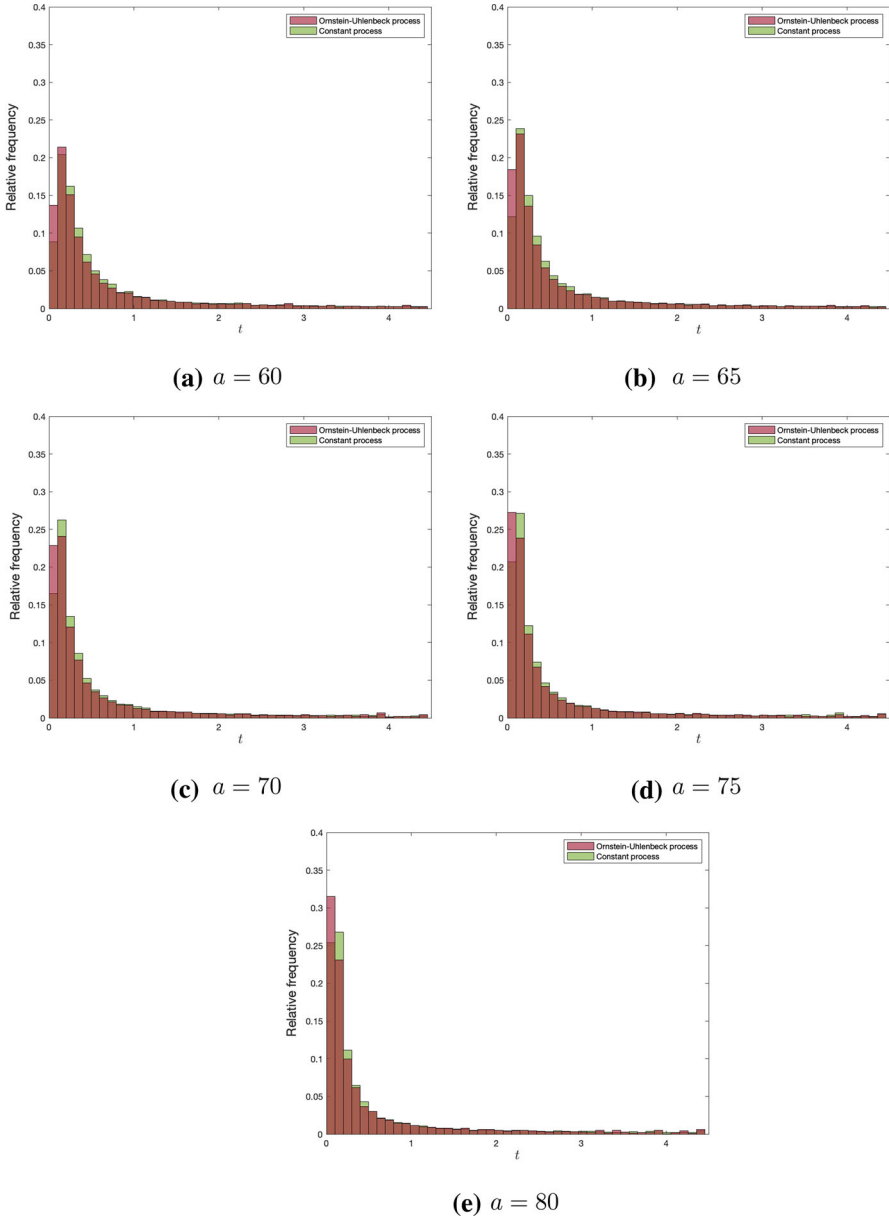 0.4
0.35
0.3
0.25
0.2
0.15
0.1
0.05
0
Relative frequency
Ornstein-Uhlenbeck process
Constant process
0 1 2 3 4
t
(a) a = 60
0.4
0.35
0.3
0.25
0.2
0.15
0.1
0.05
0
Relative frequency
Ornstein-Uhlenbeck process
Constant process
0 1 2 3 4
t
(b) a = 65
0.4
0.35
0.3
0.25
0.2
0.15
0.1
0.05
0
Relative frequency
Ornstein-Uhlenbeck process
Constant process
0 1 2 3 4
t
(c) a = 70
0.4
0.35
0.3
0.25
0.2
0.15
0.1
0.05
0
Relative frequency
Ornstein-Uhlenbeck process
Constant process
0 1 2 3 4
t
(d) a = 75
0.4
0.35
0.3
0.25
0.2
0.15
0.1
0.05
0
Relative frequency
Ornstein-Uhlenbeck process
Constant process
0 1 2 3 4
t
(e) a = 80